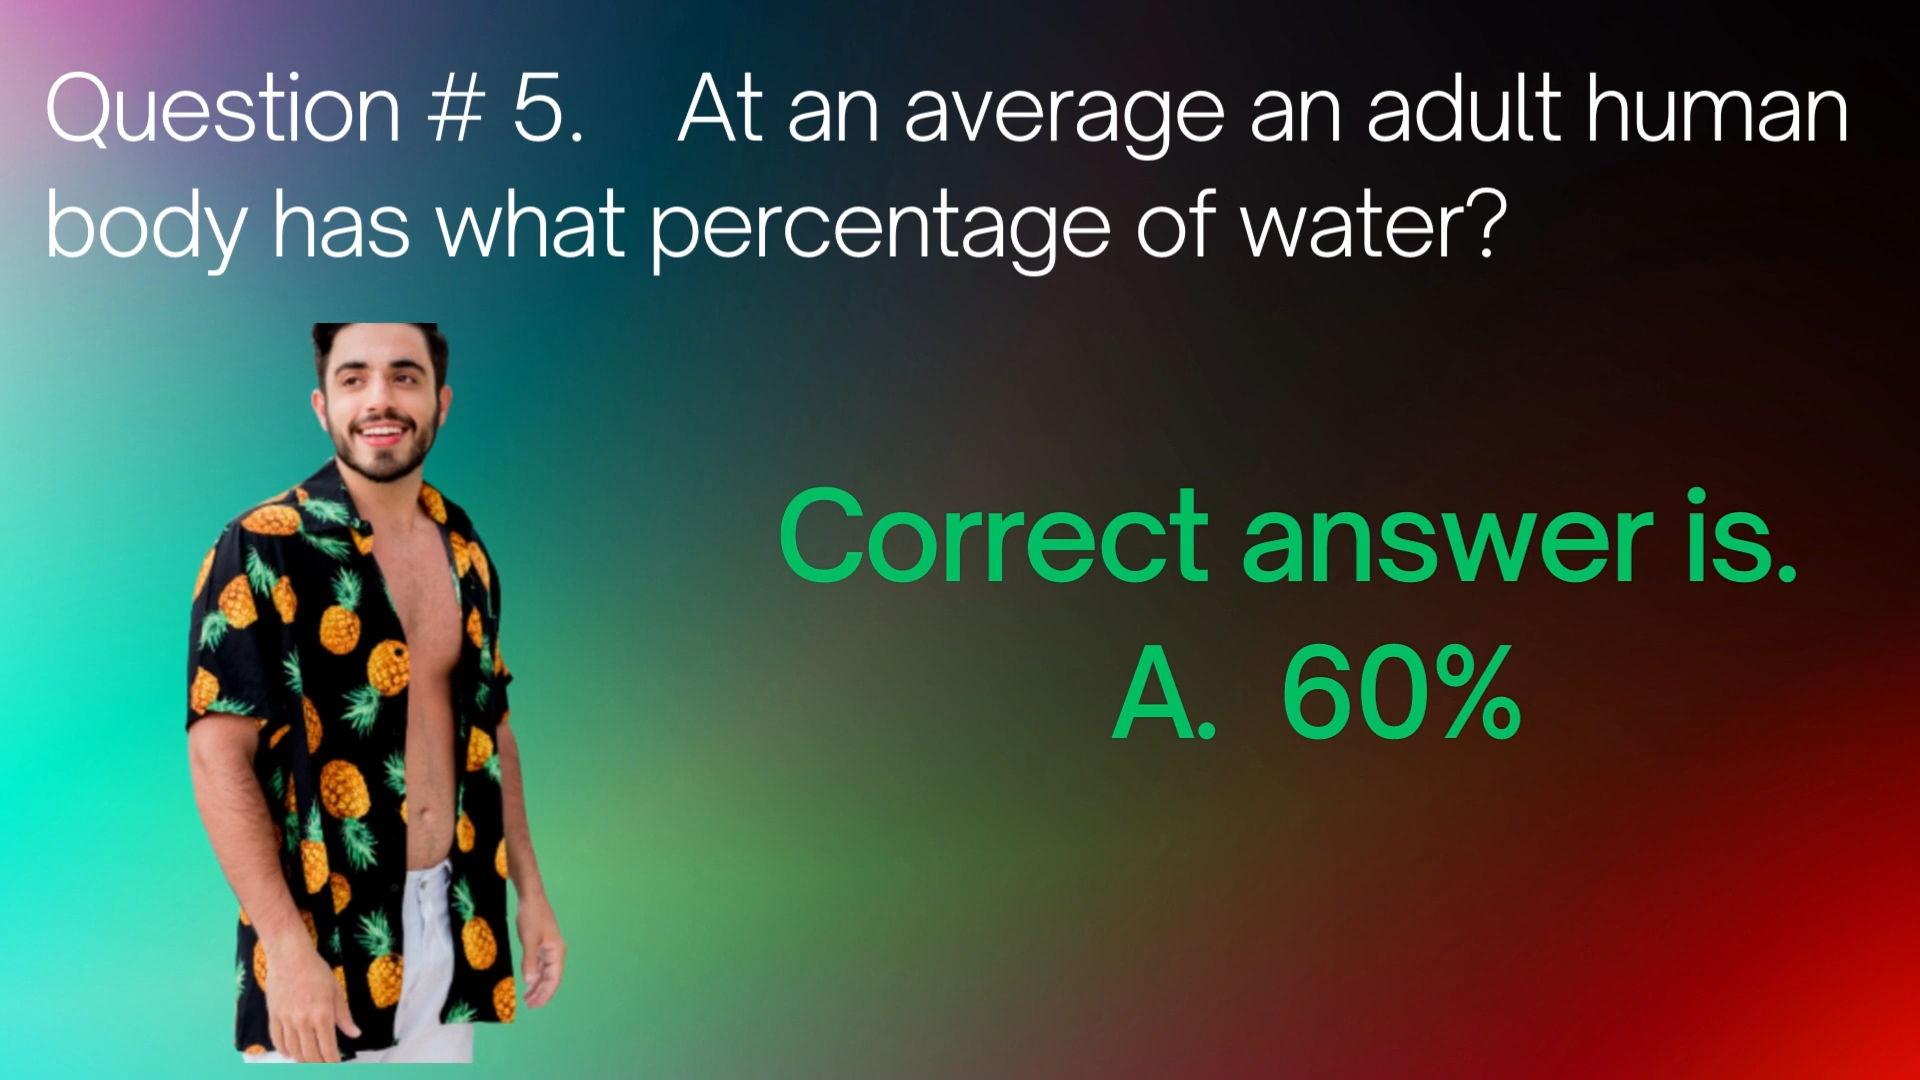 Question # 5. At an average an adult human
body has what percentage of water?
Correct answer is.
A. 60%